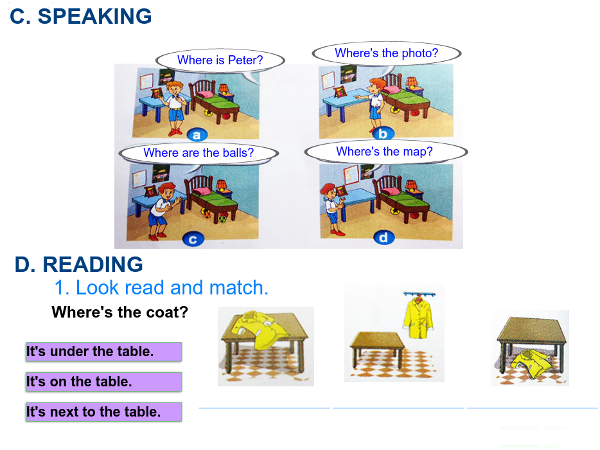 C. SPEAKING
Where is Peter?
Where's the photo?
a
b
Where are the balls?
Where's the map?
c
d
D. READING
1. Look read and match.
Where's the coat?
It's under the table.
It's on the table.
It's next to the table.